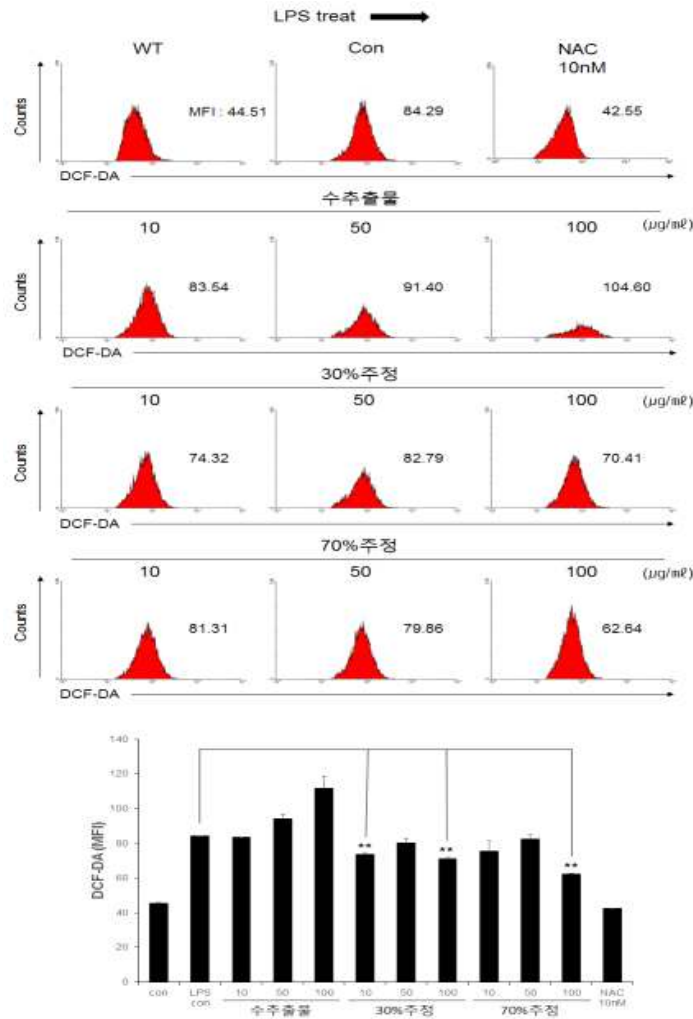 LPS treat
WT Con NAC
10nM
Counts MFI : 44.51 84.29 42.55
DCF-DA
수추출물
10 50 100 (μg/㎖)
Counts 83.54 91.40 104.60
DCF-DA
30%주정
10 50 100 (μg/㎖)
Counts 74.32 82.79 70.41
DCF-DA
70%주정
10 50 100 (μg/㎖)
Counts 81.31 79.86 62.64
DCF-DA
140
120
100
80
60
40
20
0
DCF-DA (MFI)
** ** **
con LPS con 10 50 100 10 50 100 10 50 100 NAC 10nM
수추출물 30%주정 70%주정